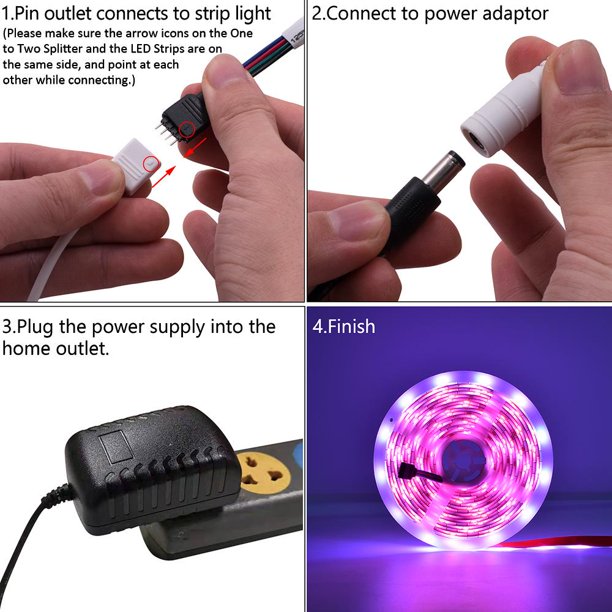 1.Pin outlet connects to strip light
(Please make sure the arrow icons on the One
to Two Splitter and the LED Strips are on
the same side, and point at each
other while connecting.)
2.Connect to power adaptor
3.Plug the power supply into the
home outlet.
4.Finish